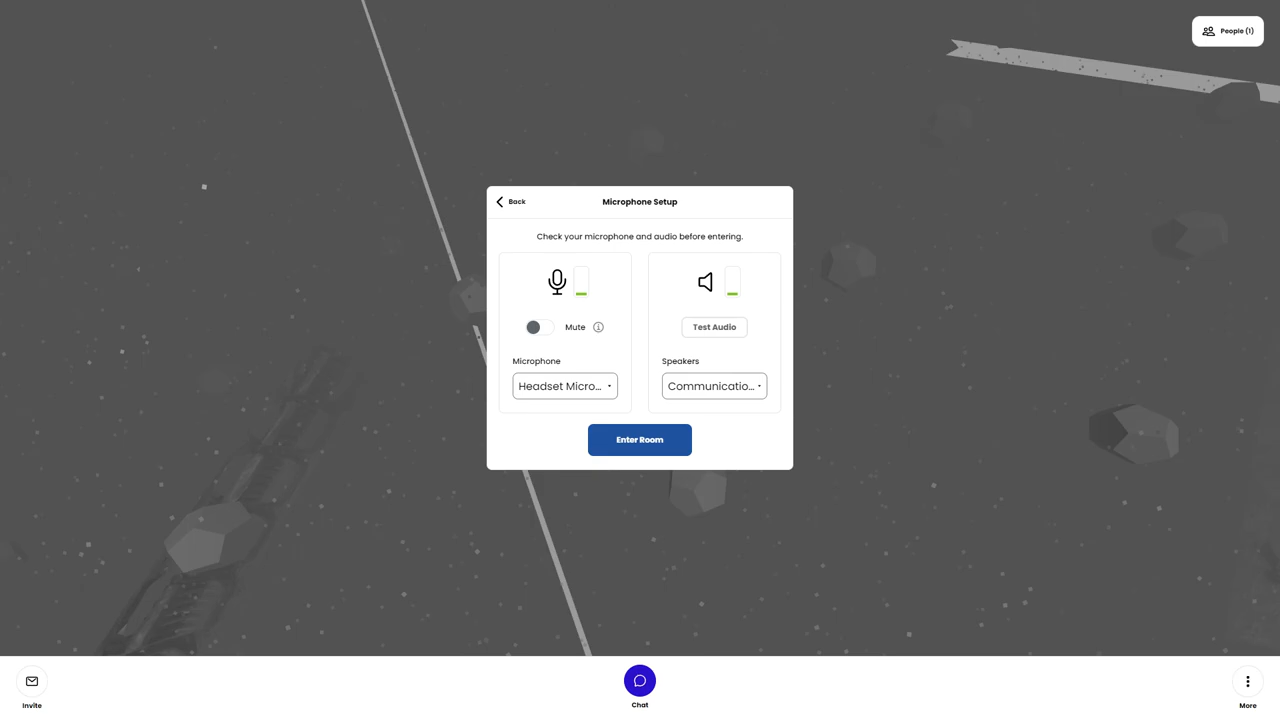 People (1)
Back
Microphone Setup
Check your microphone and audio before entering.
Mute
Test Audio
Microphone
Speakers
Headset Micro...
Communicatio...
Enter Room
Invite
Chat
More